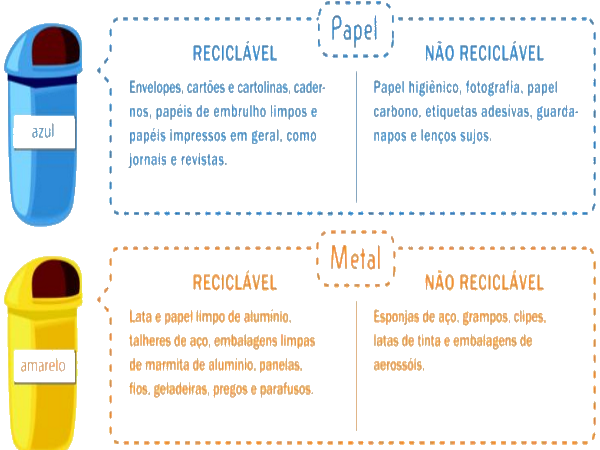 Papel
azul
RECICLÁVEL
Envelopes, cartões e cartolinas, cader-
nos, papéis de embrulho limpos e
papéis impressos em geral, como
jornais e revistas.
NÃO RECICLÁVEL
Papel higiênico, fotografia, papel
carbono, etiquetas adesivas, guarda-
napos e lenços sujos.
Metal
amarelo
RECICLÁVEL
Lata e papel limpo de alumínio,
talheres de aço, embalagens limpas
de marmita de alumínio, panelas,
fios, geladeiras, pregos e parafusos.
NÃO RECICLÁVEL
Esponjas de aço, grampos, clipes,
latas de tinta e embalagens de
aerossóis.